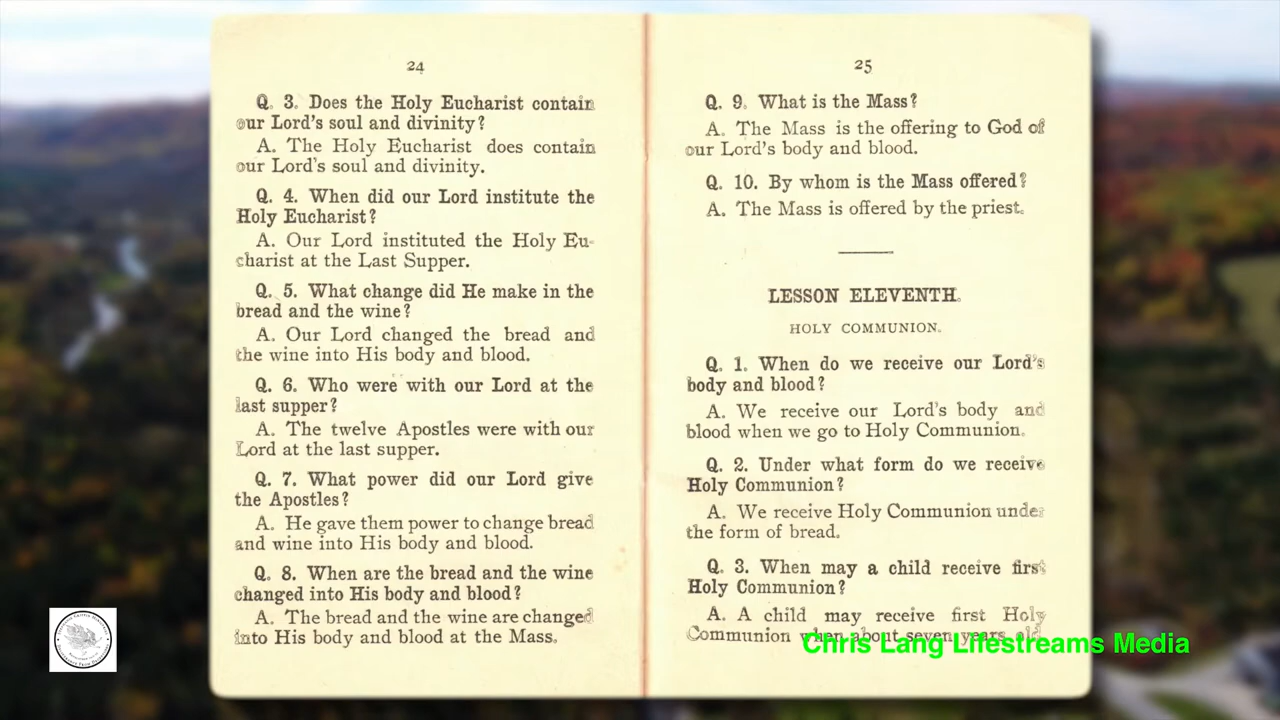 24
Q. 3. Does the Holy Eucharist contain
our Lord's soul and divinity?
A. The Holy Eucharist does contain
our Lord's soul and divinity.
Q. 4. When did our Lord institute the
Holy Eucharist?
A. Our Lord instituted the Holy Eu-
charist at the Last Supper.
Q. 5. What change did He make in the
bread and the wine?
A. Our Lord changed the bread and
the wine into His body and blood.
Q. 6. Who were with our Lord at the
last supper?
A. The twelve Apostles were with our
Lord at the last supper.
Q. 7. What power did our Lord give
the Apostles?
A. He gave them power to change bread
and wine into His body and blood.
Q. 8. When are the bread and the wine
changed into His body and blood?
A. The bread and the wine are changed
into His body and blood at the Mass.
25
Q. 9. What is the Mass?
A. The Mass is the offering to God of
our Lord's body and blood.
Q. 10. By whom is the Mass offered?
A. The Mass is offered by the priest.
LESSON ELEVENTH.
HOLY COMMUNION.
Q. 1. When do we receive our Lord's
body and blood?
A. We receive our Lord's body and
blood when we go to Holy Communion.
Q. 2. Under what form do we receive
Holy Communion?
A. We receive Holy Communion under
the form of bread.
Q. 3. When may a child receive first
Holy Communion?
A. A child may receive first Holy
Communion when about seven years old.
Chris Lang Lifestreams Media